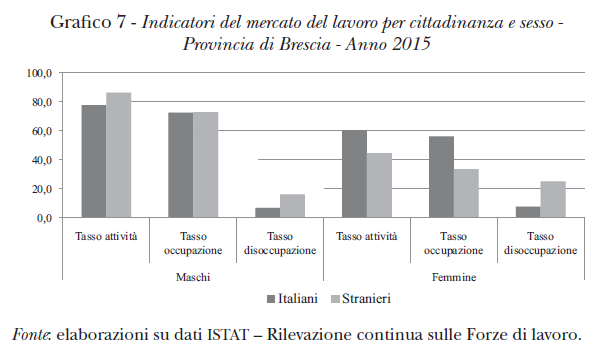 Grafico 7 - Indicatori del mercato del lavoro per cittadinanza e sesso -
Provincia di Brescia - Anno 2015
100,0
80,0
60,0
40,0
20,0
0,0
Tasso attività
Tasso
occupazione
Tasso
disoccupazione
Tasso attività
Tasso
occupazione
Tasso
disoccupazione
Maschi
Femmine
Italiani
Stranieri
Fonte: elaborazioni su dati ISTAT – Rilevazione continua sulle Forze di lavoro.